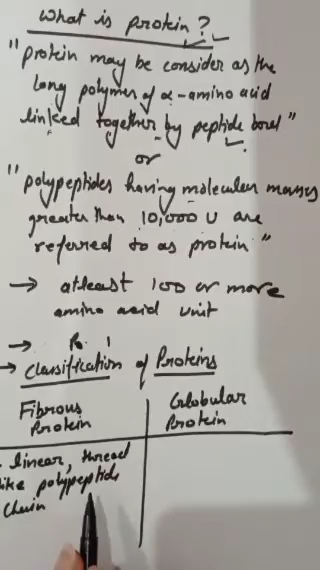 what is protein ?
"protein may be consider as the
long polymer of α-amino acid
linked together by peptide bond"
or
"polypeptides having molecular masses
greater than 10,000 U are
referred to as protein"
→ atleast 100 or more
amino acid unit
→
→ Classification of Proteins
Fibrous Protein
Globular Protein
linear, thread
like polypeptide
chain